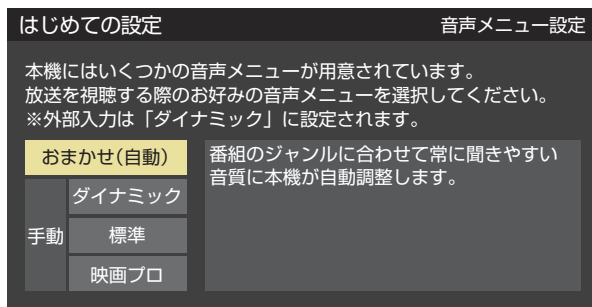 はじめての設定 音声メニュー設定
本機にはいくつかの音声メニューが用意されています。
放送を視聴する際のお好みの音声メニューを選択してください。
※外部入力は「ダイナミック」に設定されます。
おまかせ(自動)
手動
ダイナミック
標準
映画プロ
番組のジャンルに合わせて常に聞きやすい
音質に本機が自動調整します。